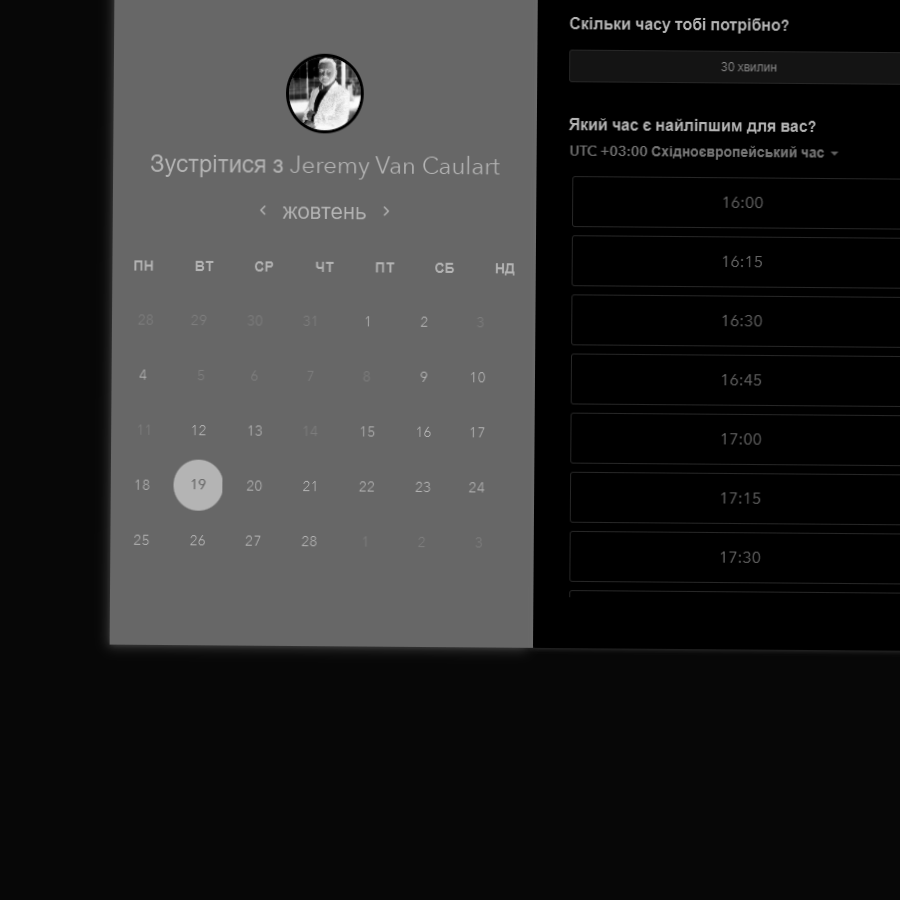 Зустрітися з Jeremy Van Caulart
жовтень
ПН ВТ СР ЧТ ПТ СБ НД
28 29 30 31 1 2 3
4 5 6 7 8 9 10
11 12 13 14 15 16 17
18 19 20 21 22 23 24
25 26 27 28 1 2 3
Скільки часу тобі потрібно?
30 хвилин
Який час є найліпшим для вас?
UTC +03:00 Східноєвропейський час
16:00
16:15
16:30
16:45
17:00
17:15
17:30